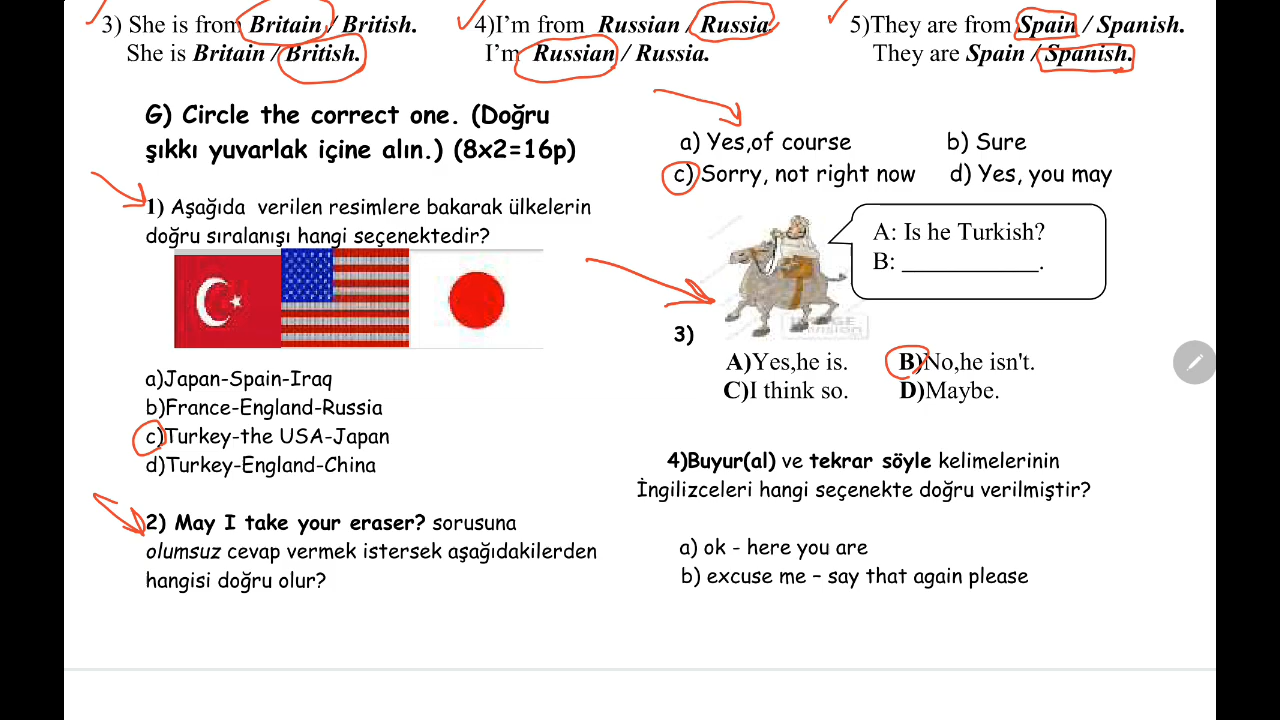 3) She is from Britain / British.
She is Britain / British.
4)I'm from Russian / Russia.
I'm Russian / Russia.
5)They are from Spain / Spanish.
They are Spain / Spanish.
G) Circle the correct one. (Doğru
şıkkı yuvarlak içine alın.) (8x2=16p)
1) Aşağıda verilen resimlere bakarak ülkelerin
doğru sıralanışı hangi seçenektedir?
a)Japan-Spain-Iraq
b)France-England-Russia
c)Turkey-the USA-Japan
d)Turkey-England-China
2) May I take your eraser? sorusuna
olumsuz cevap vermek istersek aşağıdakilerden
hangisi doğru olur?
a) Yes,of course b) Sure
c) Sorry, not right now d) Yes, you may
A: Is he Turkish?
B: ____________.
3)
A)Yes,he is. B)No,he isn't.
C)I think so. D)Maybe.
4)Buyur(al) ve tekrar söyle kelimelerinin
İngilizceleri hangi seçenekte doğru verilmiştir?
a) ok - here you are
b) excuse me – say that again please